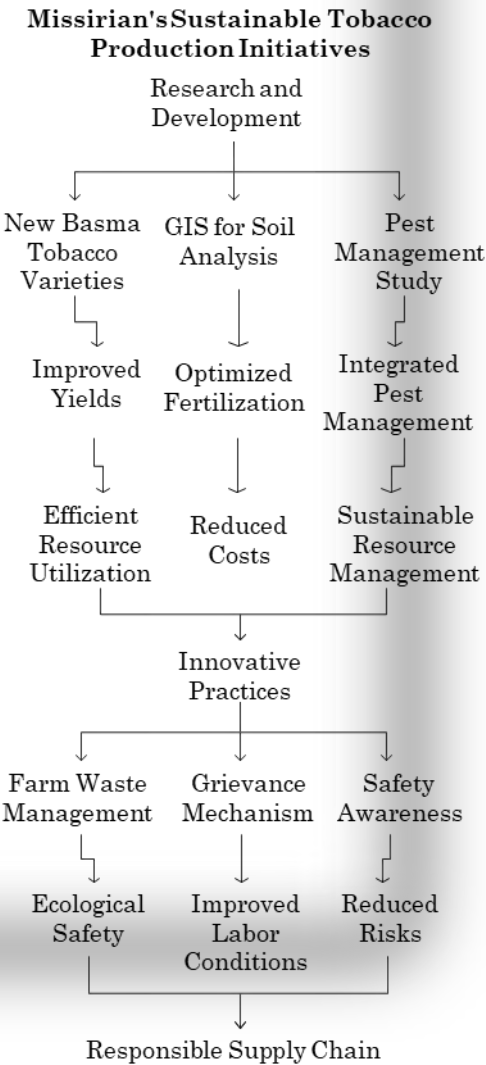 Missirian's Sustainable Tobacco
Production Initiatives
Research and
Development
New Basma
Tobacco
Varieties
GIS for Soil
Analysis
Pest
Management
Study
Improved
Yields
Optimized
Fertilization
Integrated
Pest
Management
Efficient
Resource
Utilization
Reduced
Costs
Sustainable
Resource
Management
Innovative
Practices
Farm Waste
Management
Grievance
Mechanism
Safety
Awareness
Ecological
Safety
Improved
Labor
Conditions
Reduced
Risks
Responsible Supply Chain